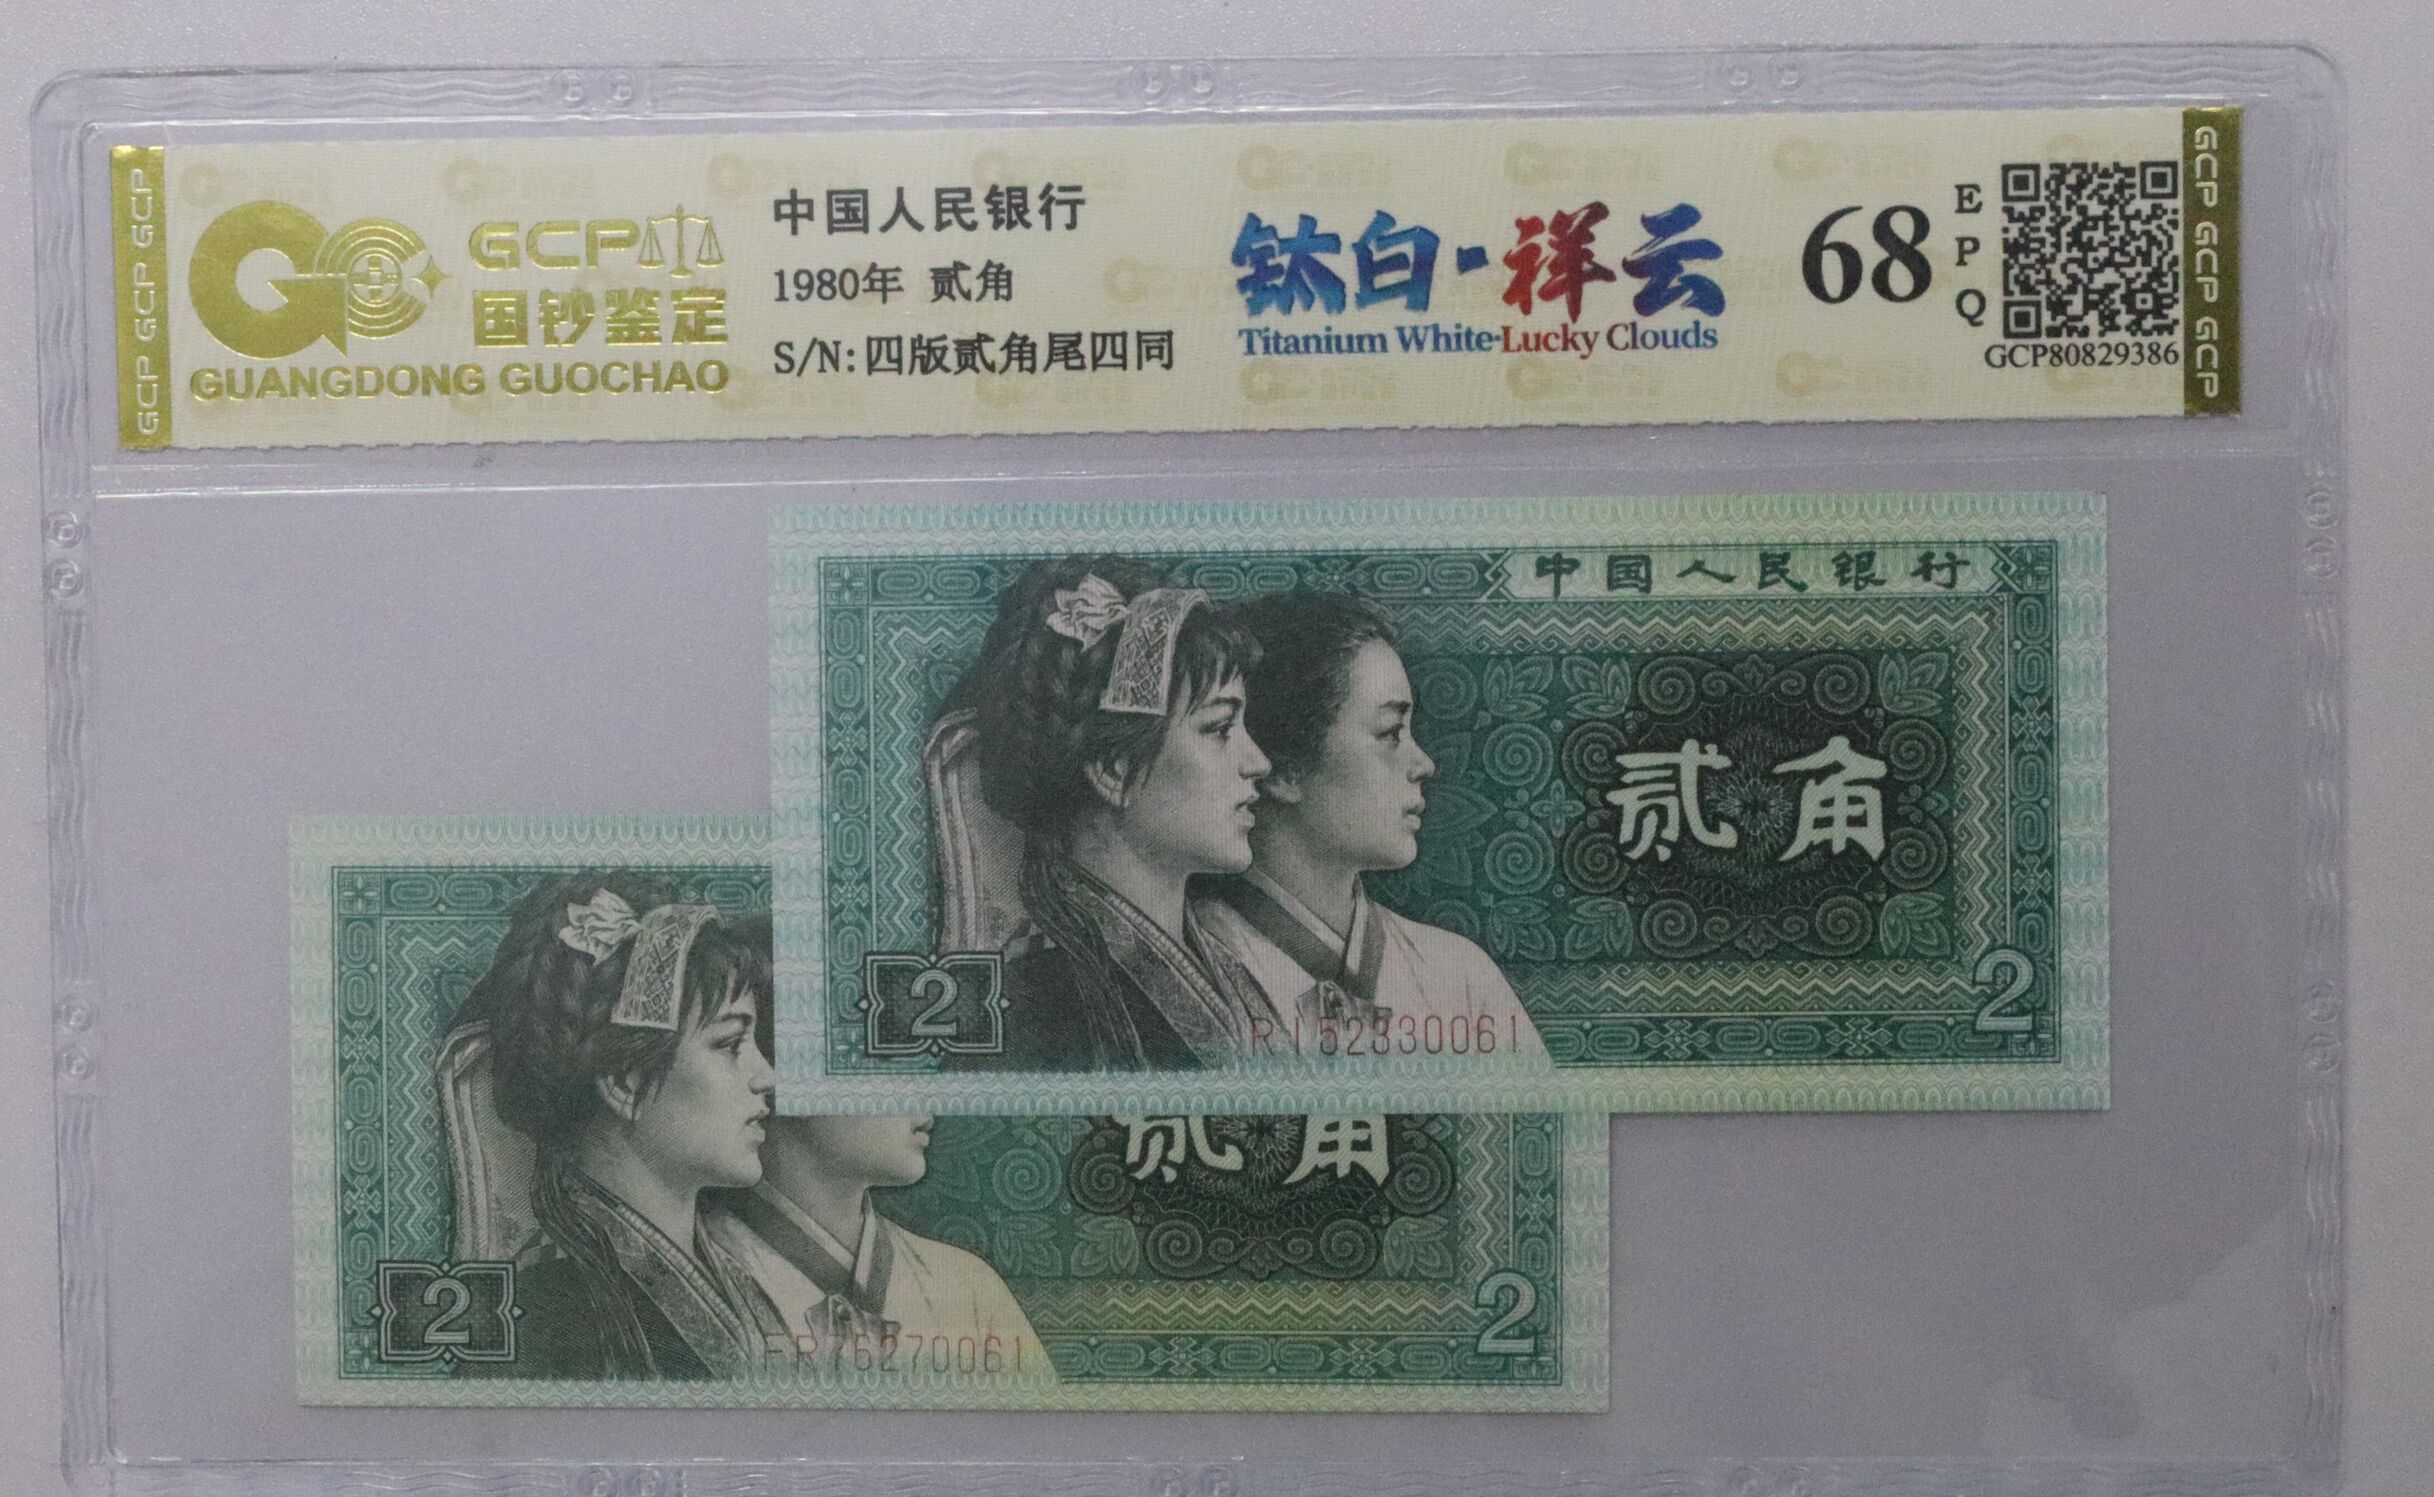 GCP GCP GCP
GCP
国钞鉴定
GUANGDONG GUOCHAO
中国人民银行
1980年 贰角
S/N:四版贰角尾四同
钛白·祥云
Titanium White·Lucky Clouds
68
EPQ
GCP80829386
GCP GCP GCP
中国人民银行
贰角
2
2
RI52330061
贰角
2
2
FR76270061